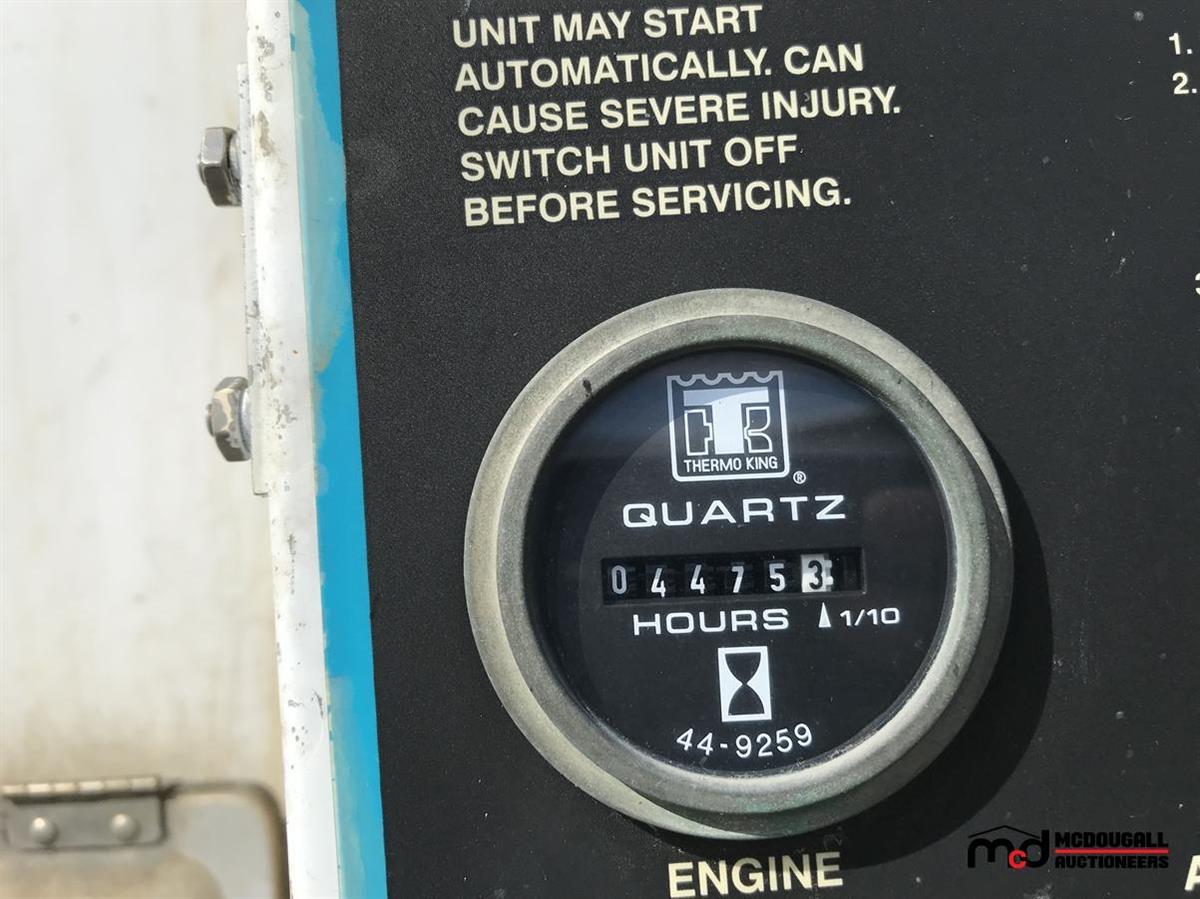 UNIT MAY START
AUTOMATICALLY. CAN
CAUSE SEVERE INJURY.
SWITCH UNIT OFF
BEFORE SERVICING.
1.
2.
THERMO KING
®
QUARTZ
044753
HOURS 1/10
44-9259
ENGINE
mcd MCDOUGALL
AUCTIONEERS